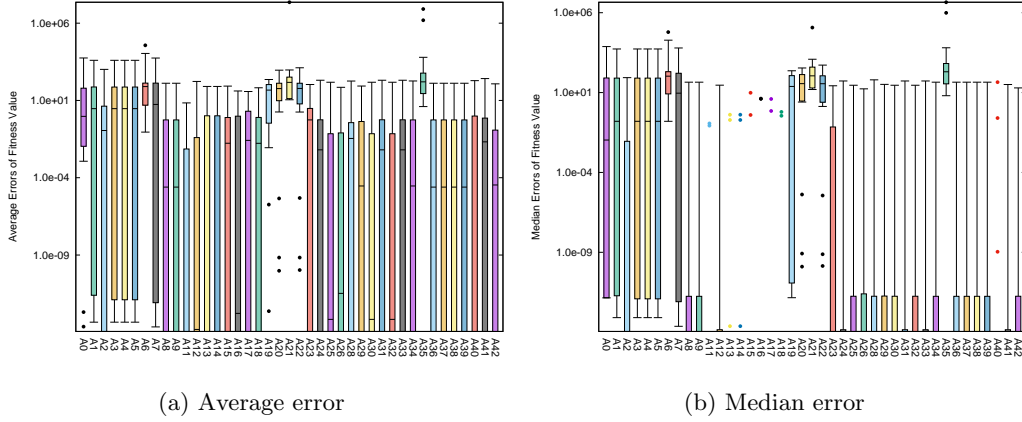 Average Errors of Fitness Value
1.0e+06
1.0e+01
1.0e-04
1.0e-09
A0 A1 A2 A3 A4 A5 A6 A7 A8 A9 A11 A12 A13 A14 A15 A16 A17 A18 A19 A20 A21 A22 A23 A24 A25 A26 A28 A29 A30 A31 A32 A33 A34 A35 A36 A37 A38 A39 A40 A41 A42
(a) Average error
Median Errors of Fitness Value
1.0e+06
1.0e+01
1.0e-04
1.0e-09
A0 A1 A2 A3 A4 A5 A6 A7 A8 A9 A11 A12 A13 A14 A15 A16 A17 A18 A19 A20 A21 A22 A23 A24 A25 A26 A28 A29 A30 A31 A32 A33 A34 A35 A36 A37 A38 A39 A40 A41 A42
(b) Median error